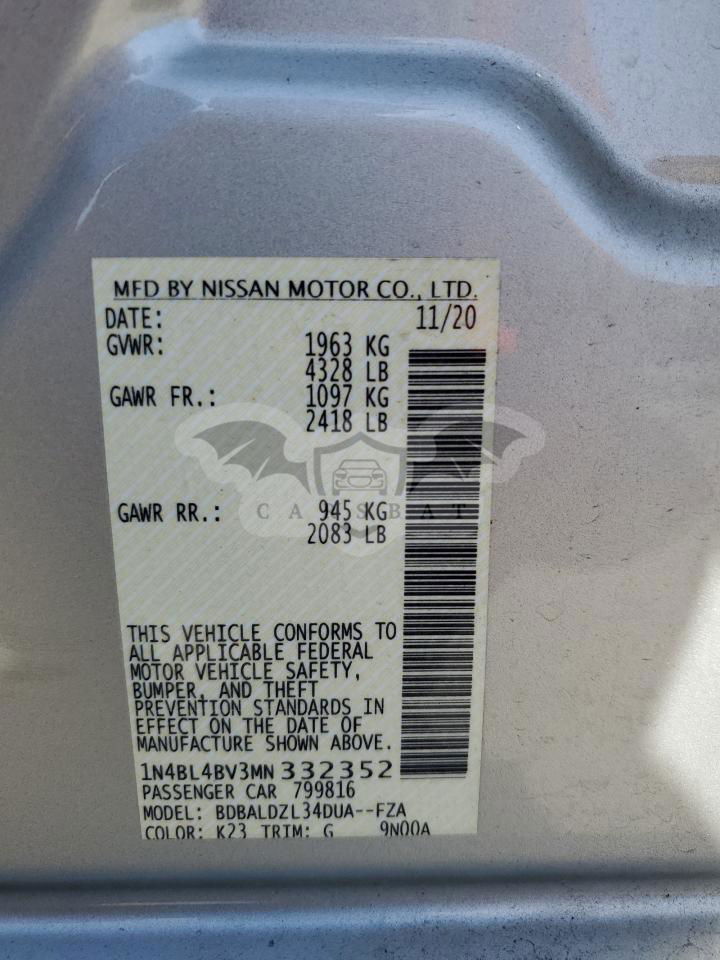 MFD BY NISSAN MOTOR CO., LTD.
DATE: 11/20
GVWR: 1963 KG
4328 LB
GAWR FR.: 1097 KG
2418 LB
GAWR RR.: 945 KG
2083 LB
CARSBAT
THIS VEHICLE CONFORMS TO
ALL APPLICABLE FEDERAL
MOTOR VEHICLE SAFETY,
BUMPER, AND THEFT
PREVENTION STANDARDS IN
EFFECT ON THE DATE OF
MANUFACTURE SHOWN ABOVE.
1N4BL4BV3MN 332352
PASSENGER CAR 799816
MODEL: BDBALDZL34DUA--FZA
COLOR: K23 TRIM: G 9N00A